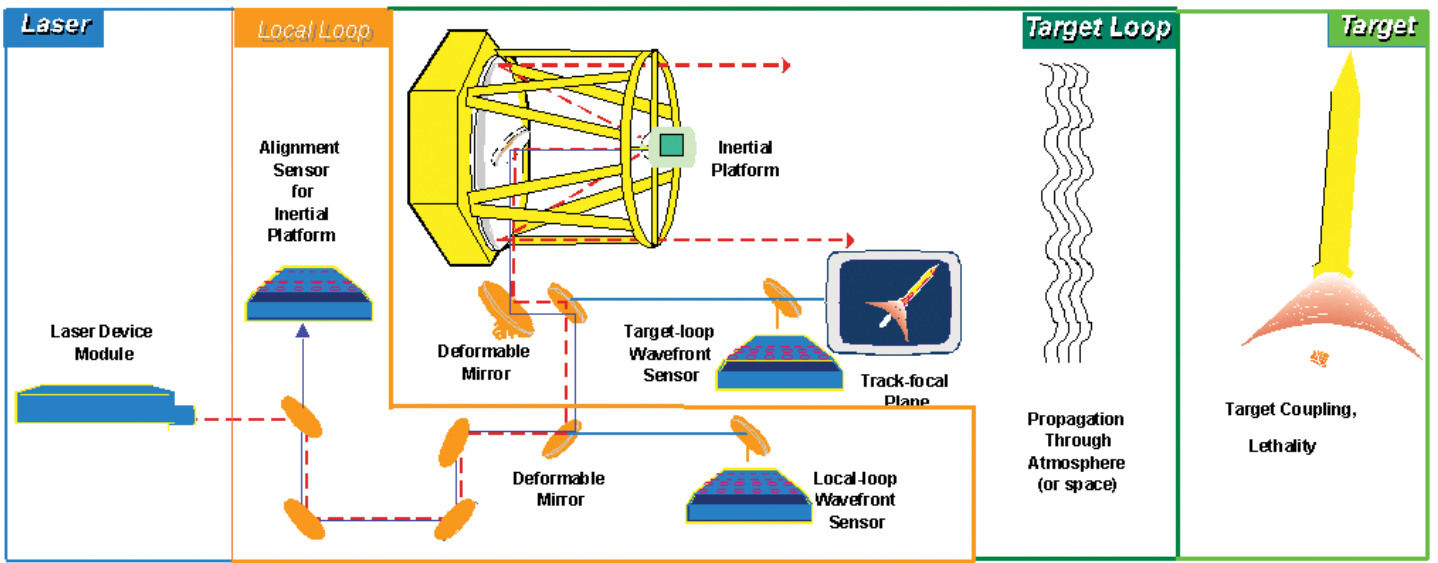 Laser
Local Loop
Target Loop
Target
Alignment
Sensor
for
Inertial
Platform
Inertial
Platform
Laser Device
Module
Deformable
Mirror
Target-loop
Wavefront
Sensor
Track-focal
Plane
Deformable
Mirror
Local-loop
Wavefront
Sensor
Propagation
Through
Atmosphere
(or space)
Target Coupling,
Lethality